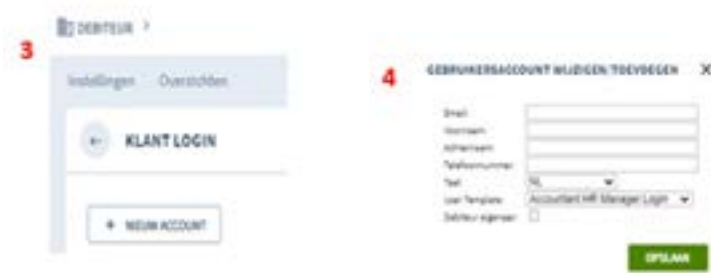 3
DEBITEUR >
Instellingen Overzichten
← KLANT LOGIN
+ NIEUW ACCOUNT
4
GEBRUIKERSACCOUNT WIJZIGEN/TOEVOEGEN X
Email:
Voornaam:
Achternaam:
Telefoonnummer:
Taal: NL
User Template: Accountant HR Manager Login
Debiteur eigenaar:
OPSLAAN